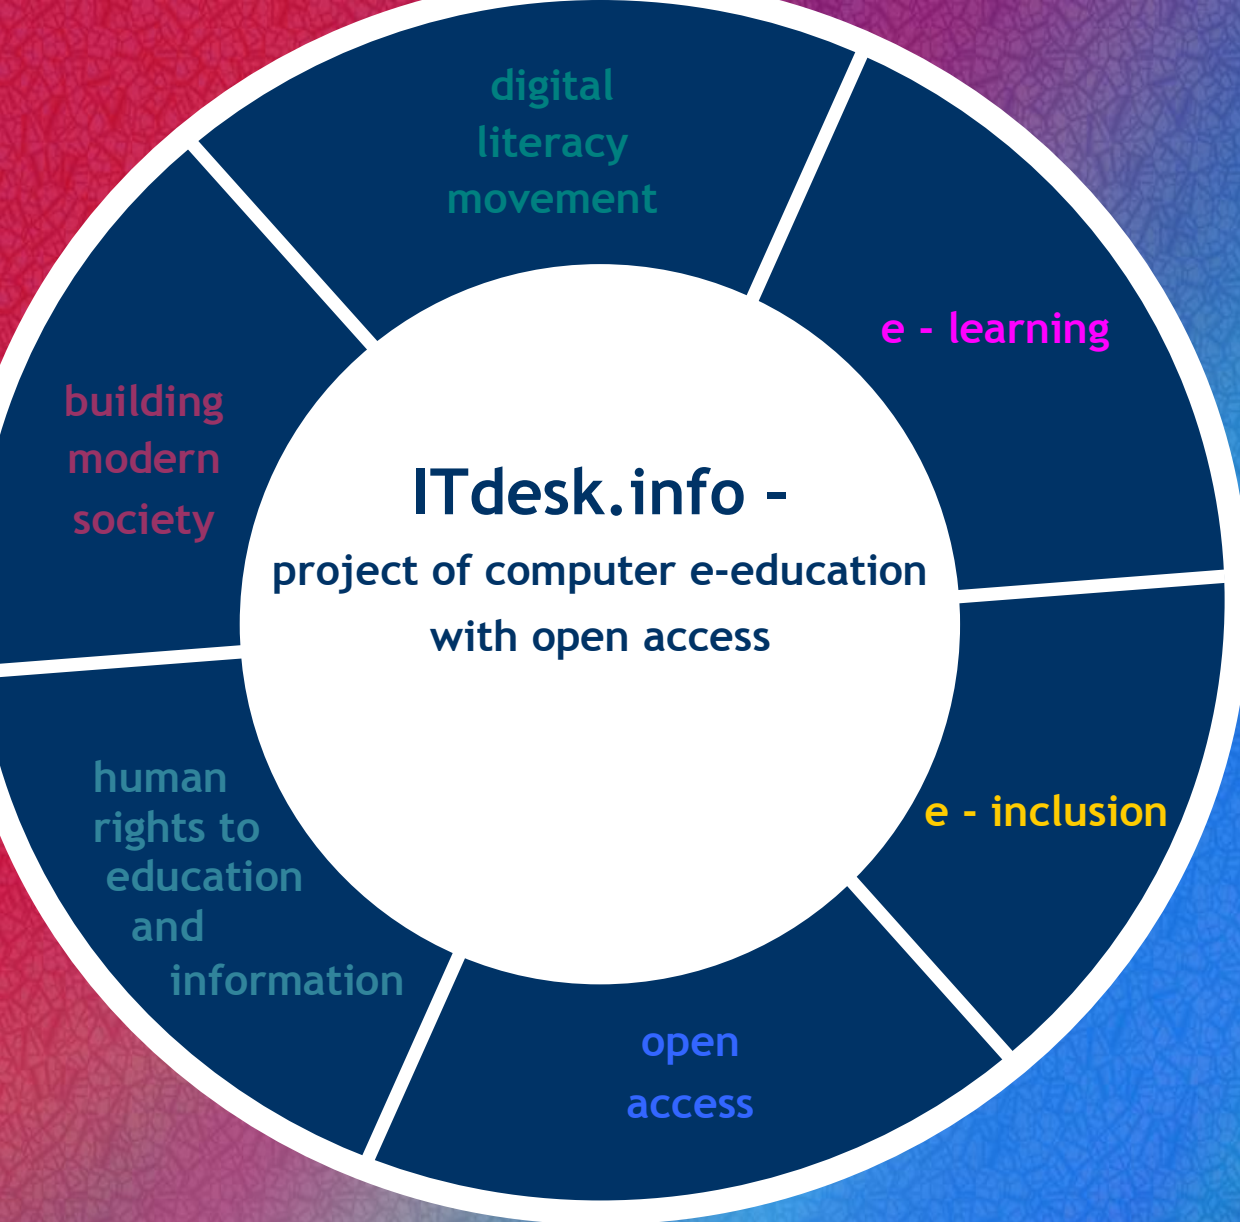 digital
literacy
movement
e - learning
building
modern
society
ITdesk.info –
project of computer e-education
with open access
human
rights to
education
and
information
e - inclusion
open
access